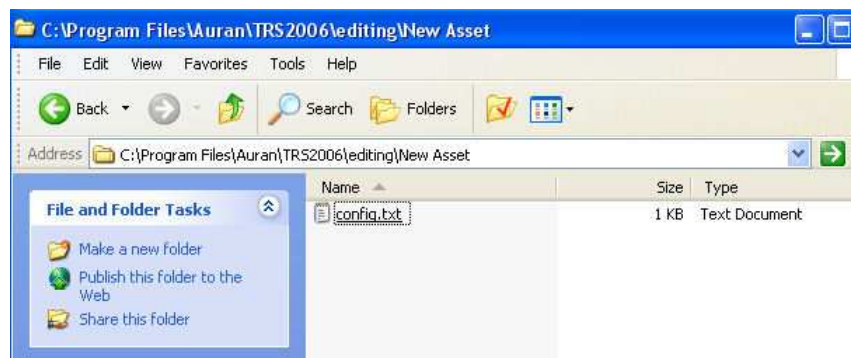 C:\Program Files\Auran\TRS2006\editing\New Asset
File Edit View Favorites Tools Help
Back Search Folders
Address C:\Program Files\Auran\TRS2006\editing\New Asset
Name Size Type
File and Folder Tasks
config.txt 1 KB Text Document
Make a new folder
Publish this folder to the
Web
Share this folder